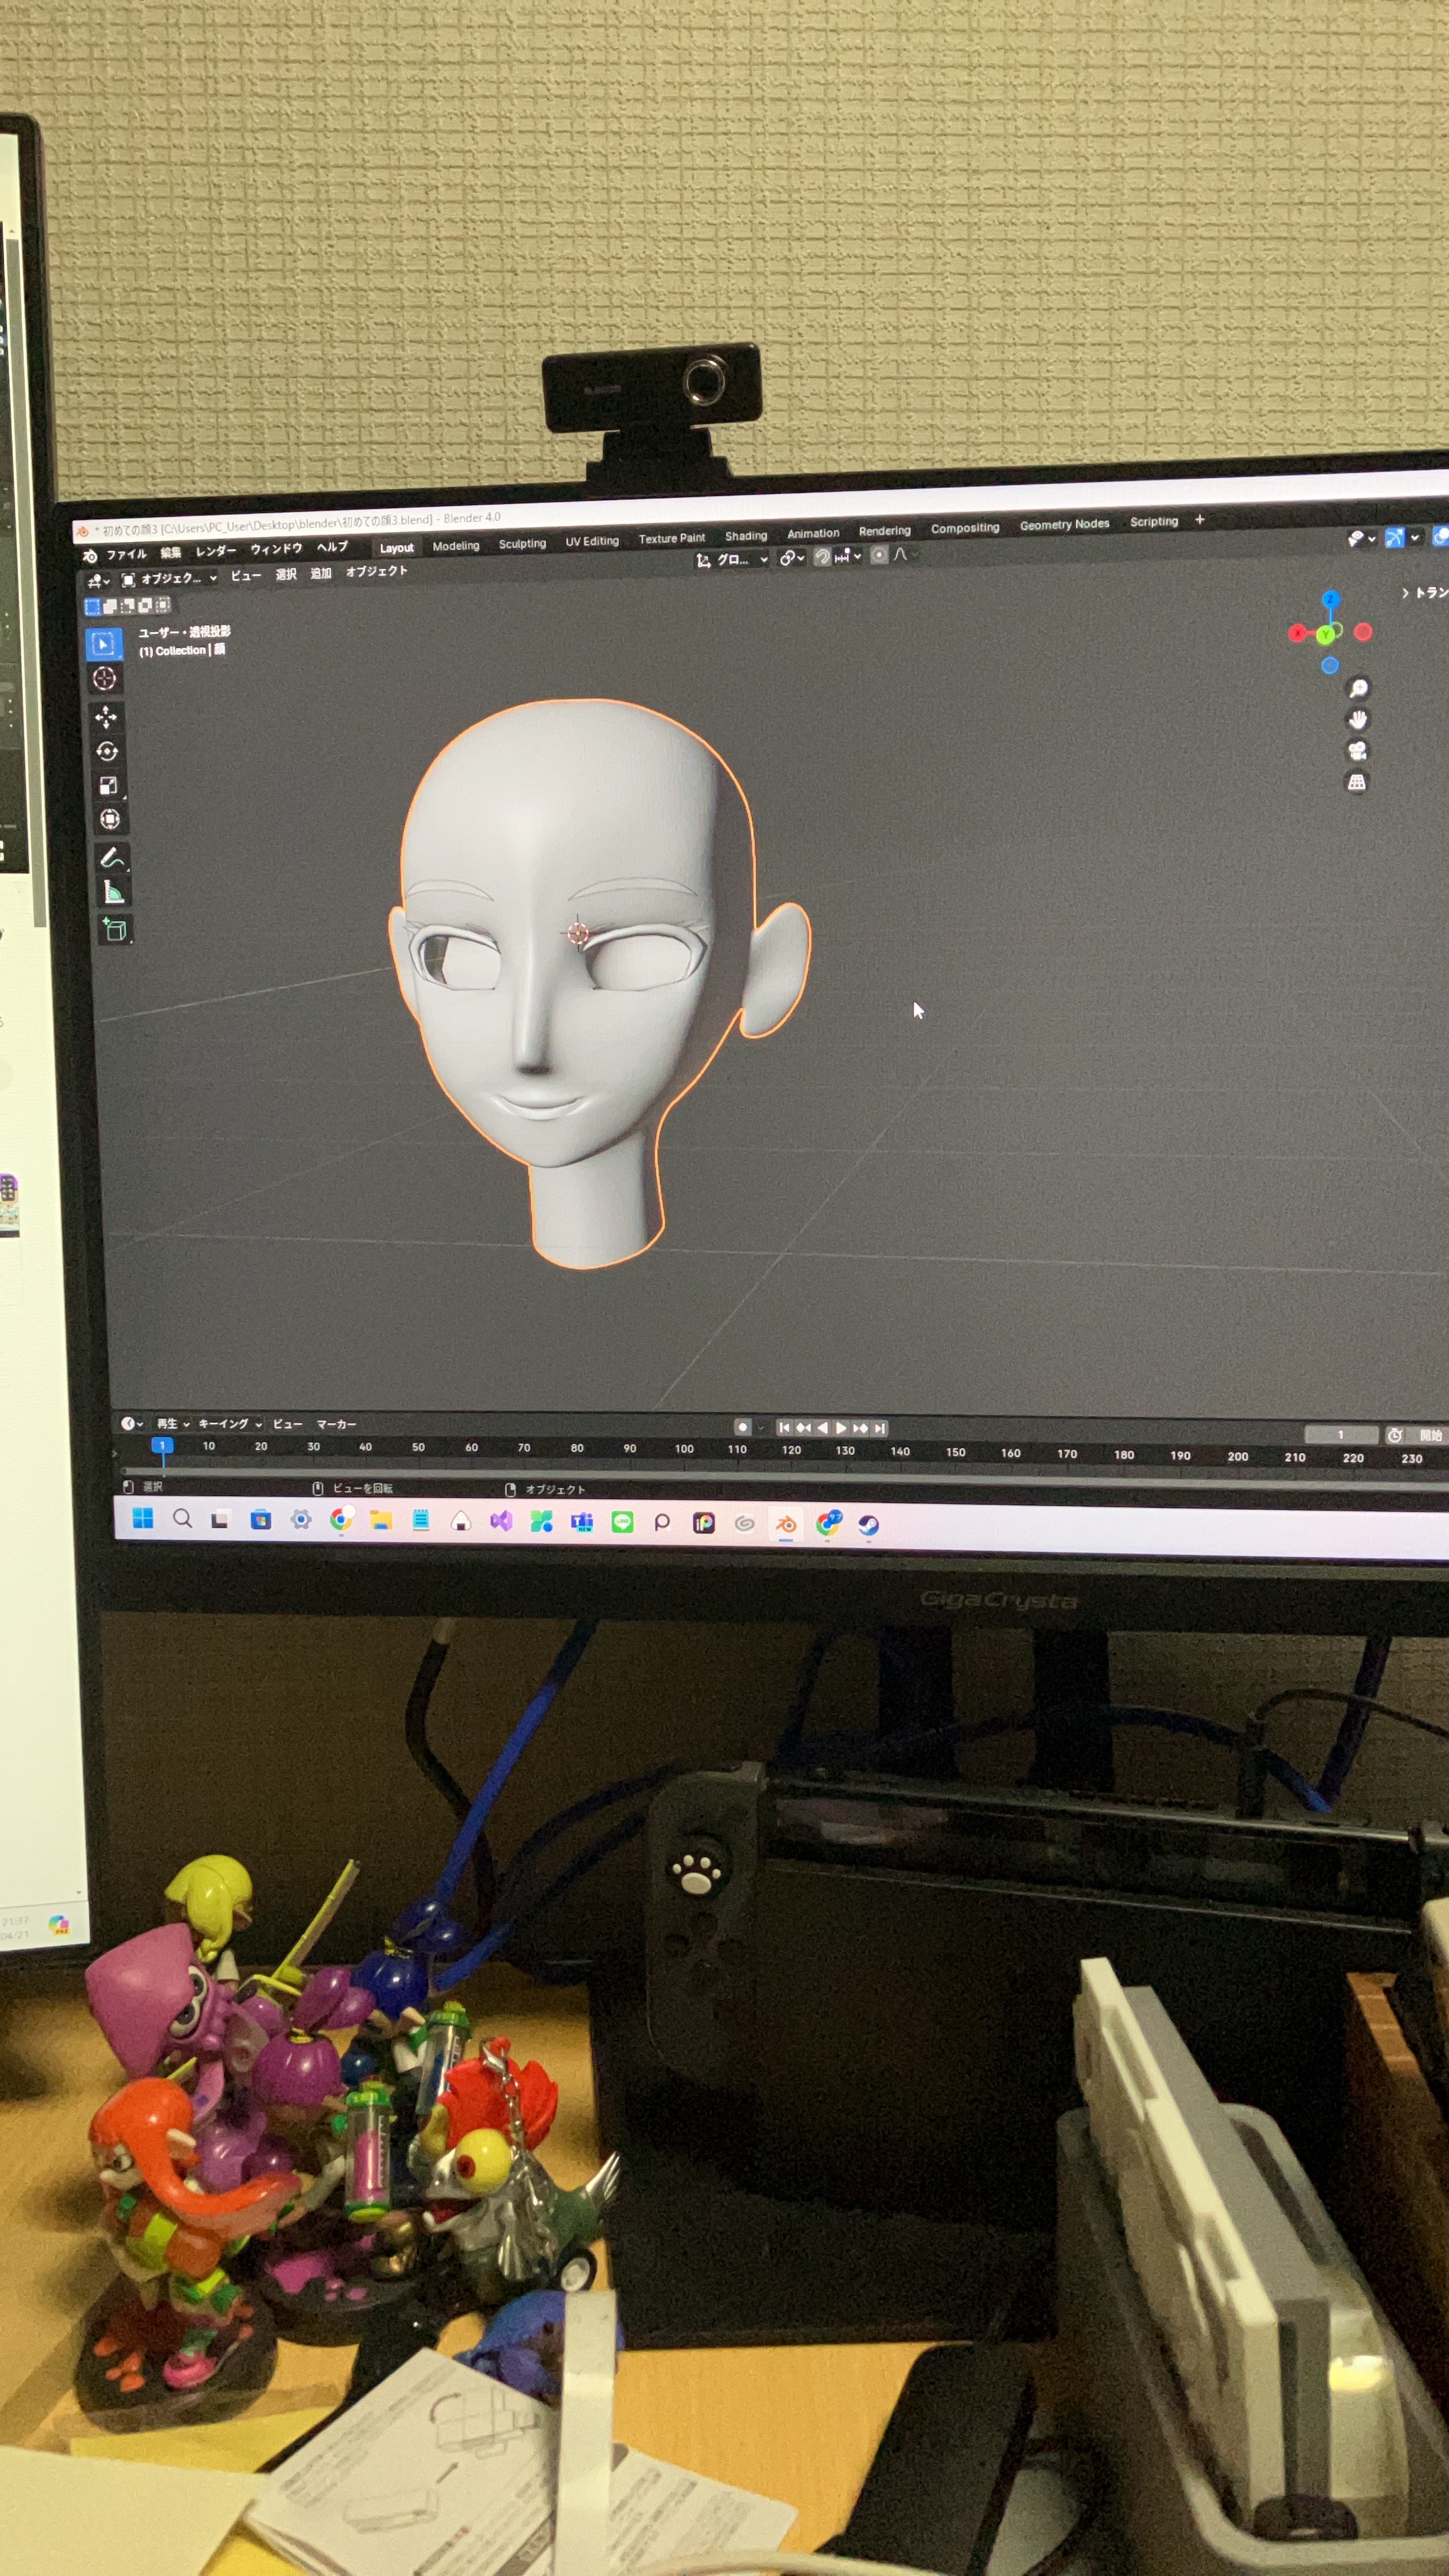 * 初めての顔3 [C:\Users\PC_User\Desktop\blender\初めての顔3.blend] - Blender 4.0
ファイル 編集 レンダー ウィンドウ ヘルプ Layout Modeling Sculpting UV Editing Texture Paint Shading Animation Rendering Compositing Geometry Nodes Scripting +
オブジェク... ビュー 選択 追加 オブジェクト グロ...
トラン
ユーザー・透視投影
(1) Collection | 顔
Z
X
Y
再生 キーイング ビュー マーカー 1 開始
1 10 20 30 40 50 60 70 80 90 100 110 120 130 140 150 160 170 180 190 200 210 220 230
選択 ビューを回転 オブジェクト
GigaCrysta
21:37
04/21